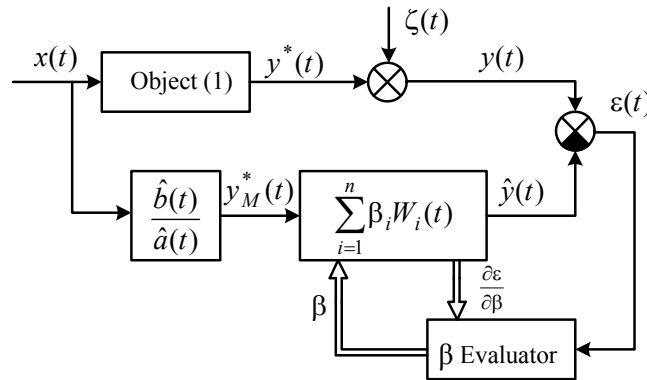 ζ(t)
x(t)
Object (1)
y*(t)
y(t)
ε(t)
b̂(t)
â(t)
y*_M(t)
n
∑ β_i W_i(t)
i=1
ŷ(t)
β
∂ε
∂β
β Evaluator